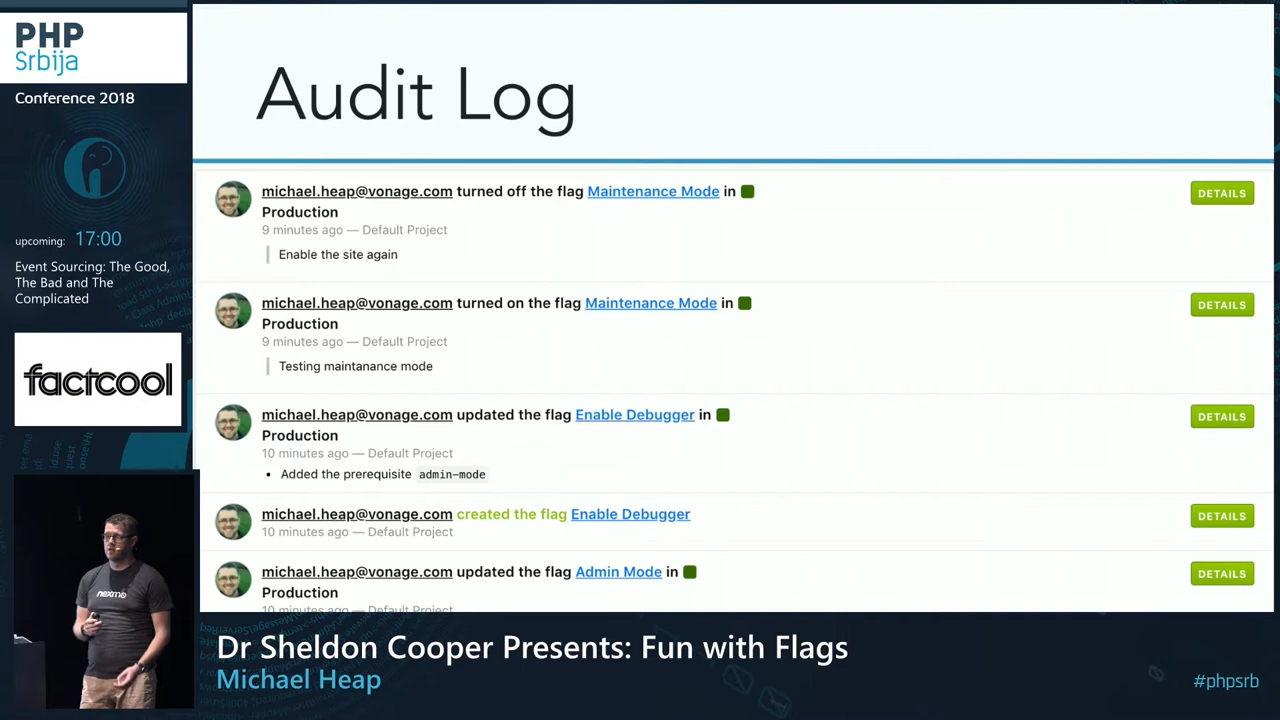 PHP
Srbija
Conference 2018
upcoming: 17:00
Event Sourcing: The Good,
The Bad and The
Complicated
factcool
Audit Log
michael.heap@vonage.com turned off the flag Maintenance Mode in
Production
DETAILS
9 minutes ago — Default Project
Enable the site again
michael.heap@vonage.com turned on the flag Maintenance Mode in
Production
DETAILS
9 minutes ago — Default Project
Testing maintanance mode
michael.heap@vonage.com updated the flag Enable Debugger in
Production
DETAILS
10 minutes ago — Default Project
• Added the prerequisite admin-mode
michael.heap@vonage.com created the flag Enable Debugger
DETAILS
10 minutes ago — Default Project
michael.heap@vonage.com updated the flag Admin Mode in
Production
DETAILS
10 minutes ago — Default Project
nexmo
Dr Sheldon Cooper Presents: Fun with Flags
Michael Heap
#phpsrb